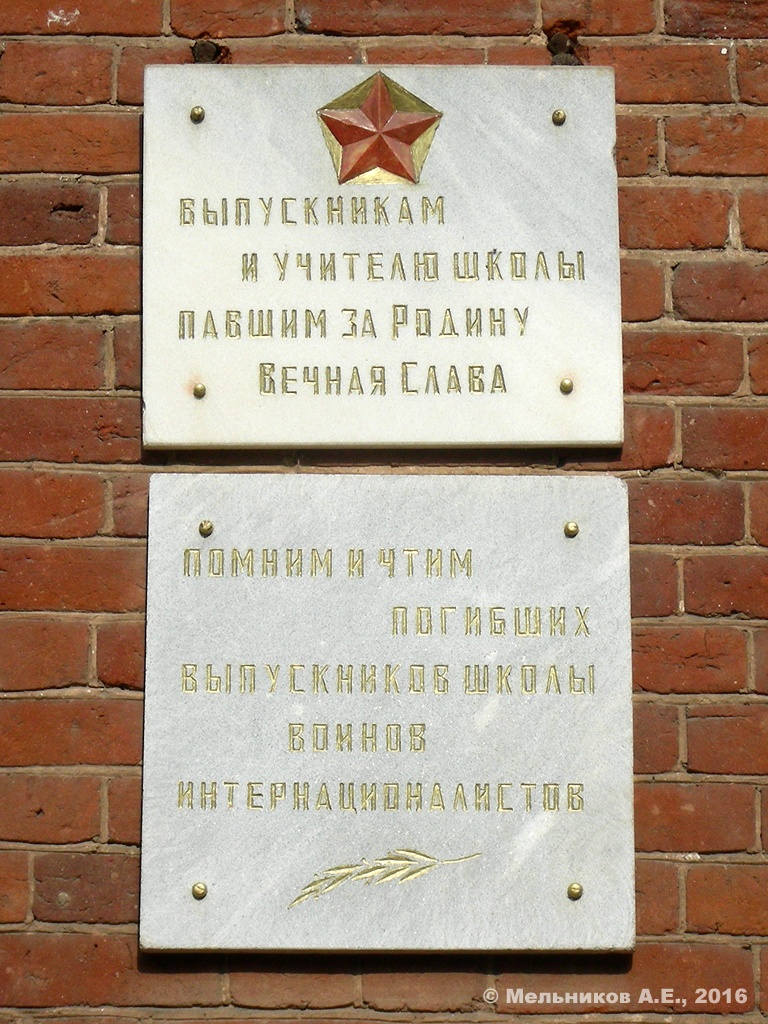 ВЫПУСКНИКАМ
И УЧИТЕЛЮ ШКОЛЫ
ПАВШИМ ЗА РОДИНУ
ВЕЧНАЯ СЛАВА
ПОМНИМ И ЧТИМ
ПОГИБШИХ
ВЫПУСКНИКОВ ШКОЛЫ
ВОИНОВ
ИНТЕРНАЦИОНАЛИСТОВ
© Мельников А.Е., 2016